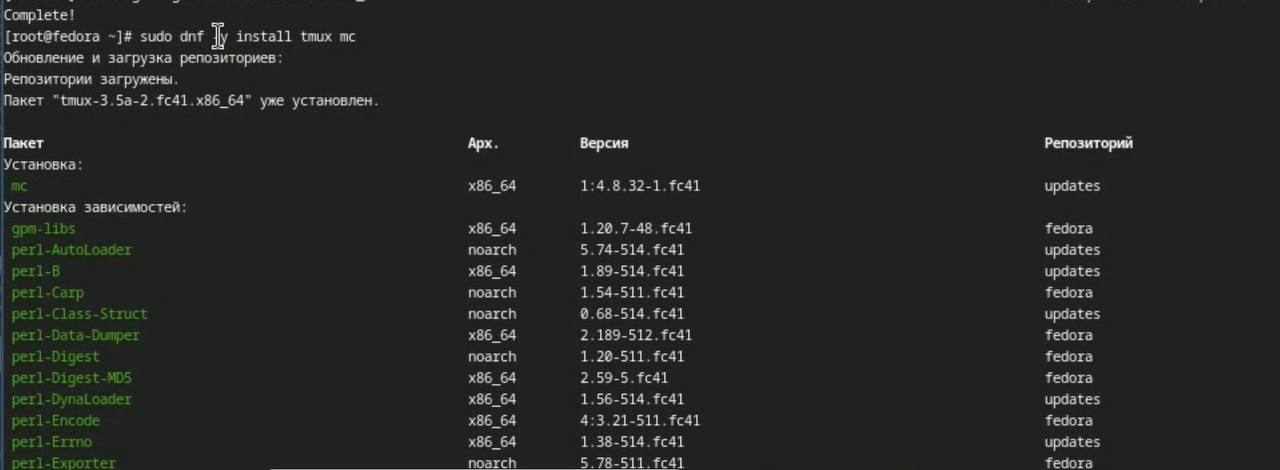 Complete!
[root@fedora ~]# sudo dnf -y install tmux mc
Обновление и загрузка репозиториев:
Репозитории загружены.
Пакет "tmux-3.5a-2.fc41.x86_64" уже установлен.
Пакет Арх. Версия Репозиторий
Установка:
mc x86_64 1:4.8.32-1.fc41 updates
Установка зависимостей:
gpm-libs x86_64 1.20.7-48.fc41 fedora
perl-AutoLoader noarch 5.74-514.fc41 updates
perl-B x86_64 1.89-514.fc41 updates
perl-Carp noarch 1.54-511.fc41 fedora
perl-Class-Struct noarch 0.68-514.fc41 updates
perl-Data-Dumper x86_64 2.189-512.fc41 fedora
perl-Digest noarch 1.20-511.fc41 fedora
perl-Digest-MD5 x86_64 2.59-5.fc41 fedora
perl-DynaLoader x86_64 1.56-514.fc41 updates
perl-Encode x86_64 4:3.21-511.fc41 fedora
perl-Errno x86_64 1.38-514.fc41 updates
perl-Exporter noarch 5.78-511.fc41 fedora